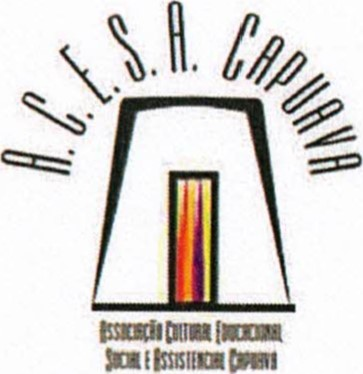 A.C.E.S.A. CAPUAVA
ASSOCIAÇÃO CULTURAL EDUCACIONAL
SOCIAL E ASSISTENCIAL CAPUAVA